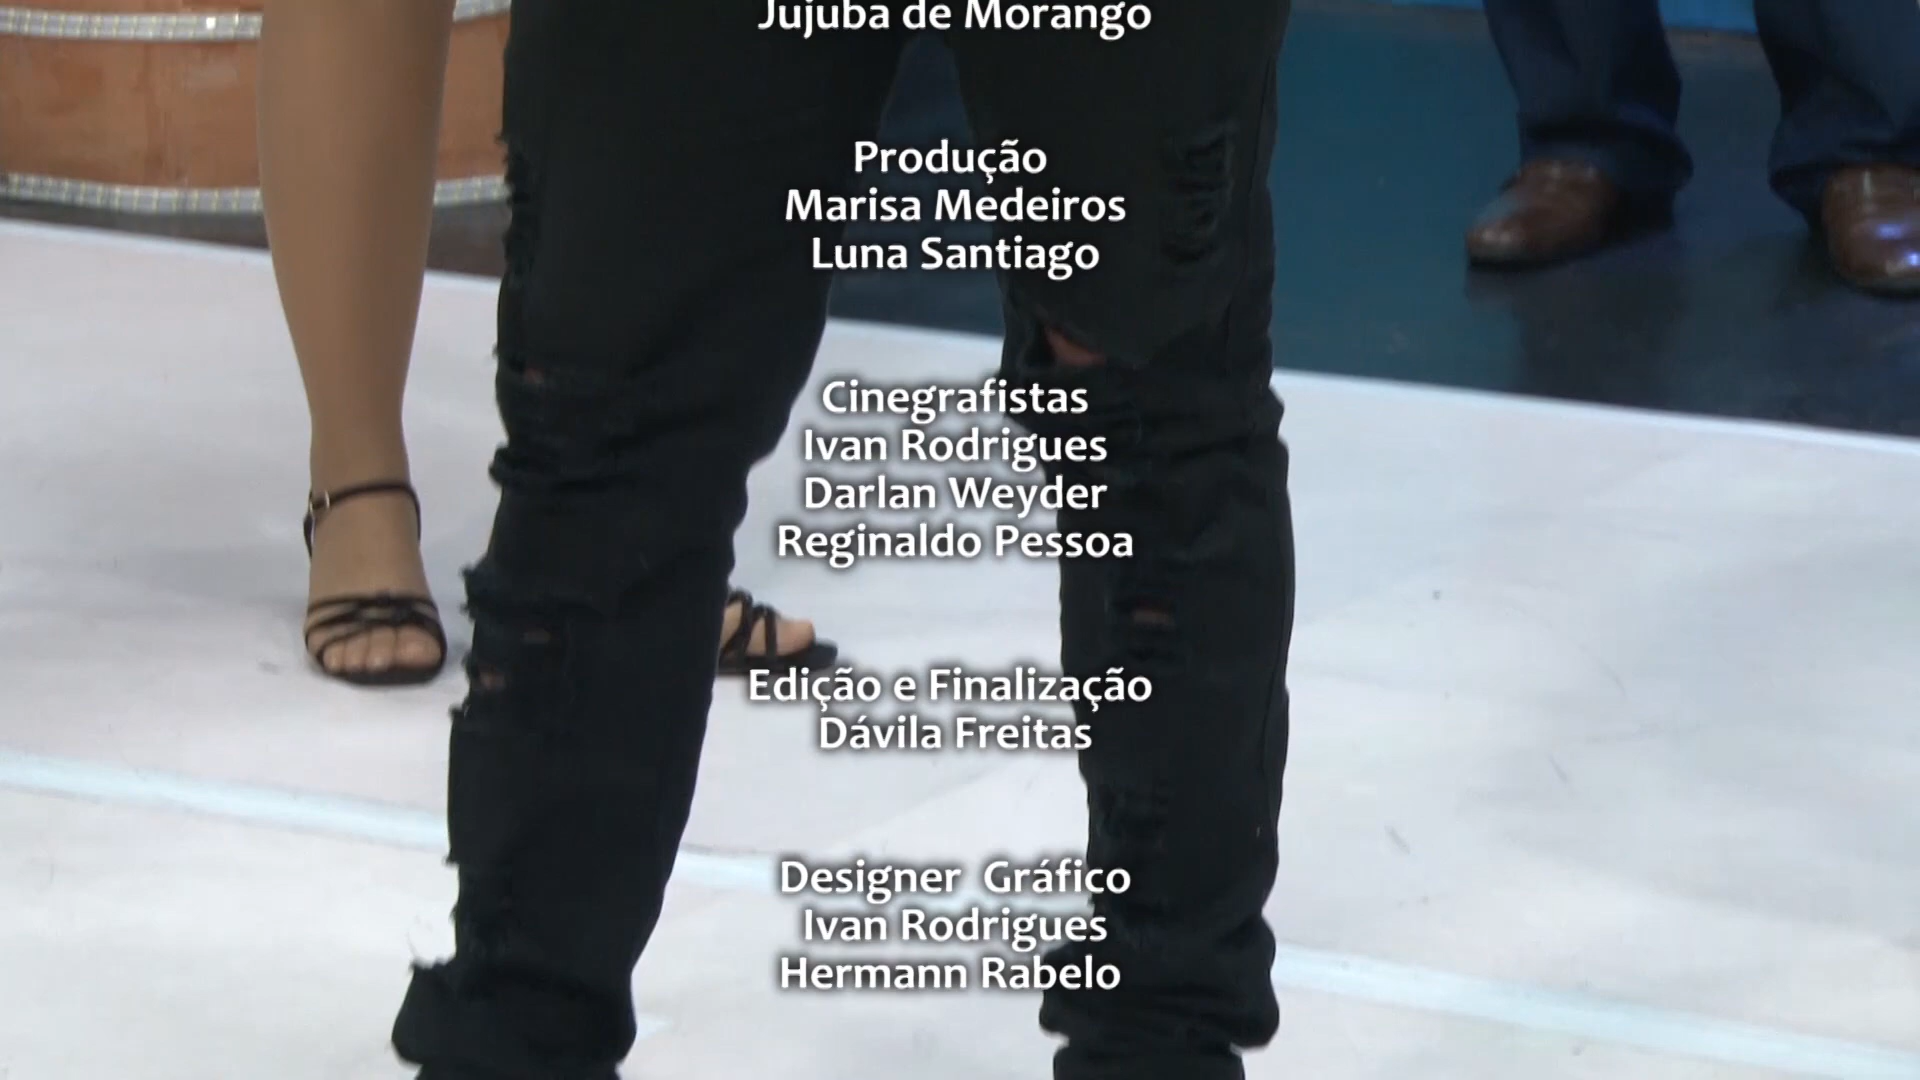 Jujuba de Morango
Produção
Marisa Medeiros
Luna Santiago
Cinegrafistas
Ivan Rodrigues
Darlan Weyder
Reginaldo Pessoa
Edição e Finalização
Dávila Freitas
Designer  Gráfico
Ivan Rodrigues
Hermann Rabelo